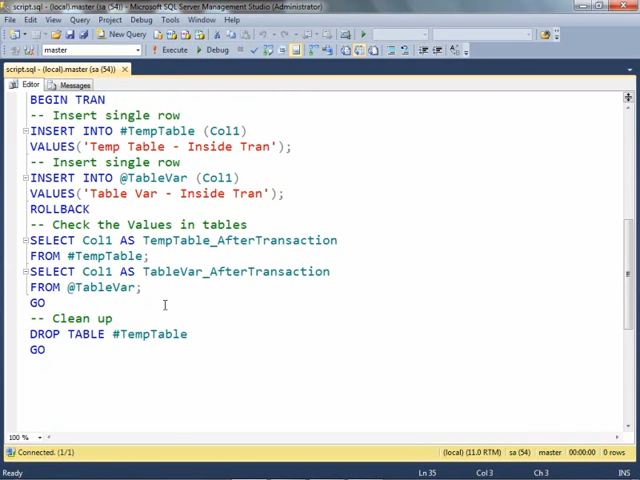 script.sql - (local).master (sa (54)) - Microsoft SQL Server Management Studio (Administrator)
File Edit View Query Project Debug Tools Window Help
New Query
master Execute Debug
script.sql - (local).master (sa (54))
Editor Messages
BEGIN TRAN
-- Insert single row
INSERT INTO #TempTable (Col1)
VALUES('Temp Table - Inside Tran');
-- Insert single row
INSERT INTO @TableVar (Col1)
VALUES('Table Var - Inside Tran');
ROLLBACK
-- Check the Values in tables
SELECT Col1 AS TempTable_AfterTransaction
FROM #TempTable;
SELECT Col1 AS TableVar_AfterTransaction
FROM @TableVar;
GO
-- Clean up
DROP TABLE #TempTable
GO
100 %
Connected. (1/1) (local) (11.0 RTM) sa (54) master 00:00:00 0 rows
Ready Ln 35 Col 3 Ch 3 INS